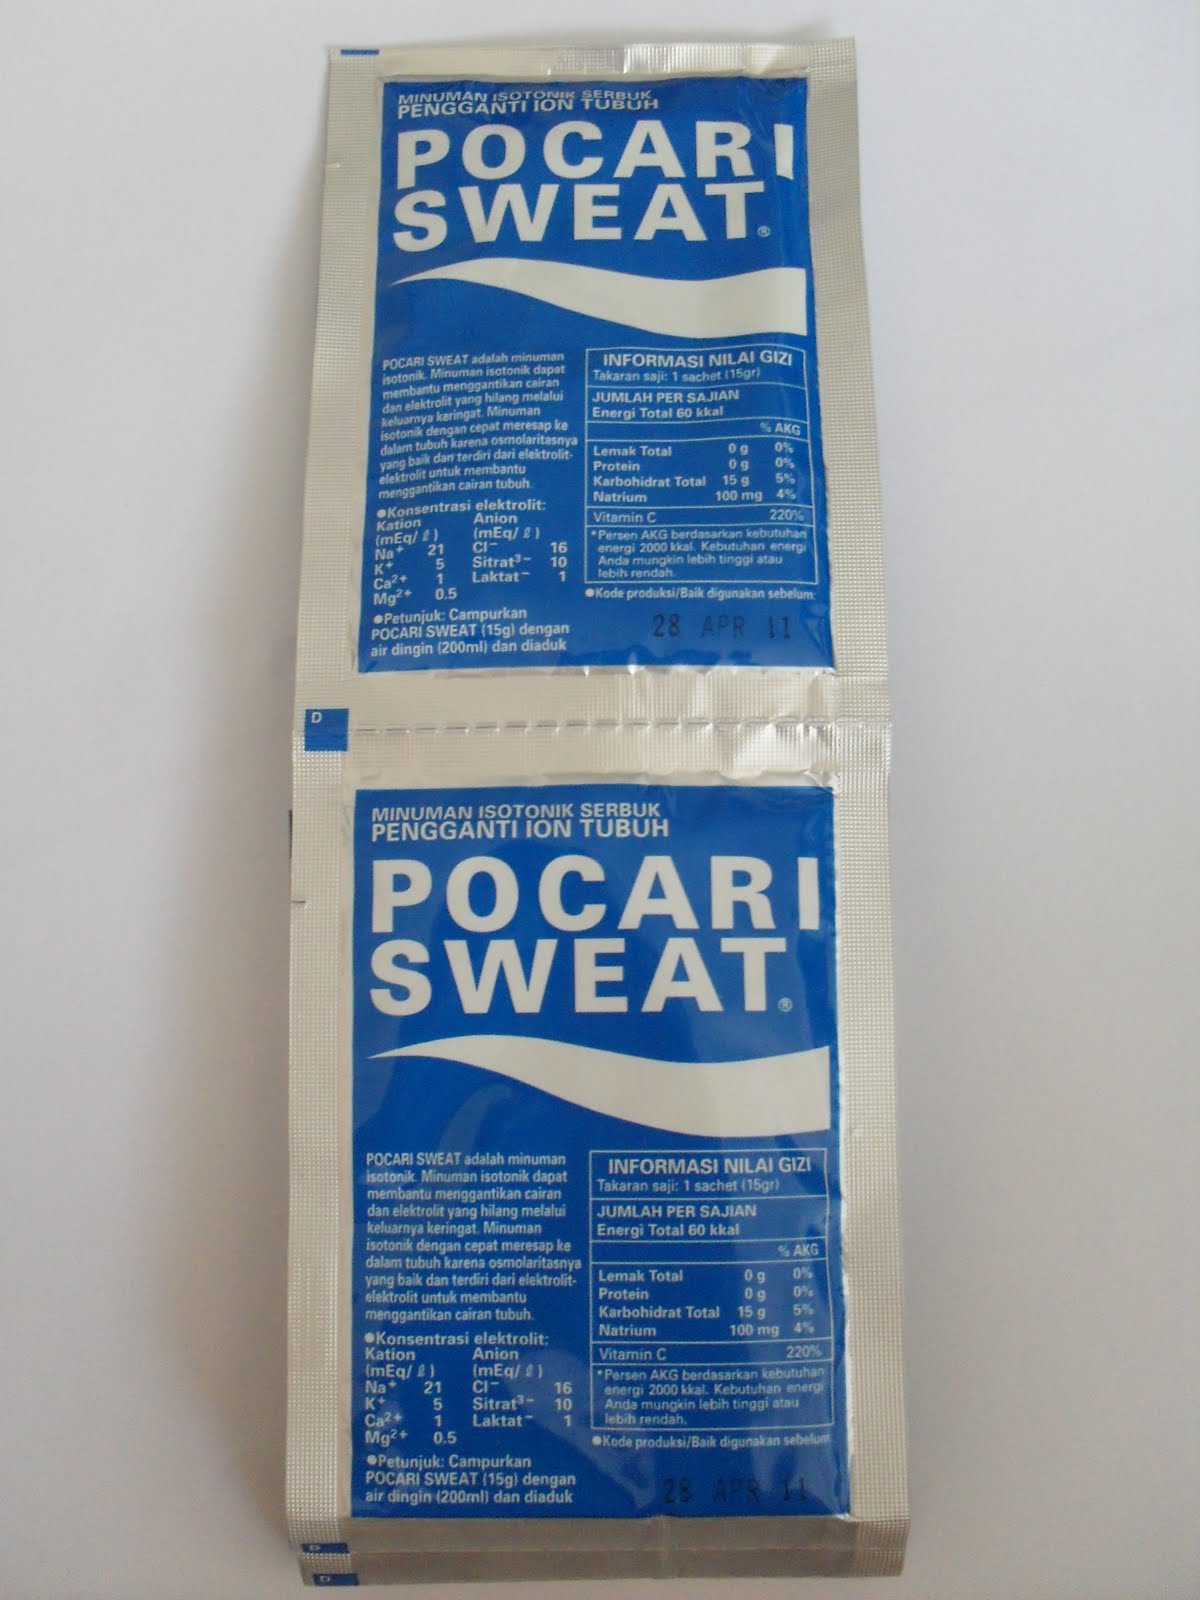 MINUMAN ISOTONIK SERBUK
PENGGANTI ION TUBUH
POCARI
SWEAT®
POCARI SWEAT adalah minuman
isotonik. Minuman isotonik dapat
membantu menggantikan cairan
dan elektrolit yang hilang melalui
keluarnya keringat. Minuman
isotonik dengan cepat meresap ke
dalam tubuh karena osmolaritasnya
yang baik dan terdiri dari elektrolit-
elektrolit untuk membantu
menggantikan cairan tubuh.
●Konsentrasi elektrolit:
Kation Anion
(mEq/ℓ) (mEq/ℓ)
Na⁺ 21 Cl⁻ 16
K⁺ 5 Sitrat³⁻ 10
Ca²⁺ 1 Laktat⁻ 1
Mg²⁺ 0.5
●Petunjuk: Campurkan
POCARI SWEAT (15g) dengan
air dingin (200ml) dan diaduk
INFORMASI NILAI GIZI
Takaran saji: 1 sachet (15gr)
JUMLAH PER SAJIAN
Energi Total 60 kkal
% AKG
Lemak Total 0 g 0%
Protein 0 g 0%
Karbohidrat Total 15 g 5%
Natrium 100 mg 4%
Vitamin C 220%
*Persen AKG berdasarkan kebutuhan
energi 2000 kkal. Kebutuhan energi
Anda mungkin lebih tinggi atau
lebih rendah.
●Kode produksi/Baik digunakan sebelum:
28 APR 11
D
MINUMAN ISOTONIK SERBUK
PENGGANTI ION TUBUH
POCARI
SWEAT®
POCARI SWEAT adalah minuman
isotonik. Minuman isotonik dapat
membantu menggantikan cairan
dan elektrolit yang hilang melalui
keluarnya keringat. Minuman
isotonik dengan cepat meresap ke
dalam tubuh karena osmolaritasnya
yang baik dan terdiri dari elektrolit-
elektrolit untuk membantu
menggantikan cairan tubuh.
●Konsentrasi elektrolit:
Kation Anion
(mEq/ℓ) (mEq/ℓ)
Na⁺ 21 Cl⁻ 16
K⁺ 5 Sitrat³⁻ 10
Ca²⁺ 1 Laktat⁻ 1
Mg²⁺ 0.5
●Petunjuk: Campurkan
POCARI SWEAT (15g) dengan
air dingin (200ml) dan diaduk
INFORMASI NILAI GIZI
Takaran saji: 1 sachet (15gr)
JUMLAH PER SAJIAN
Energi Total 60 kkal
% AKG
Lemak Total 0 g 0%
Protein 0 g 0%
Karbohidrat Total 15 g 5%
Natrium 100 mg 4%
Vitamin C 220%
*Persen AKG berdasarkan kebutuhan
energi 2000 kkal. Kebutuhan energi
Anda mungkin lebih tinggi atau
lebih rendah.
●Kode produksi/Baik digunakan sebelum
28 APR 11
D
D